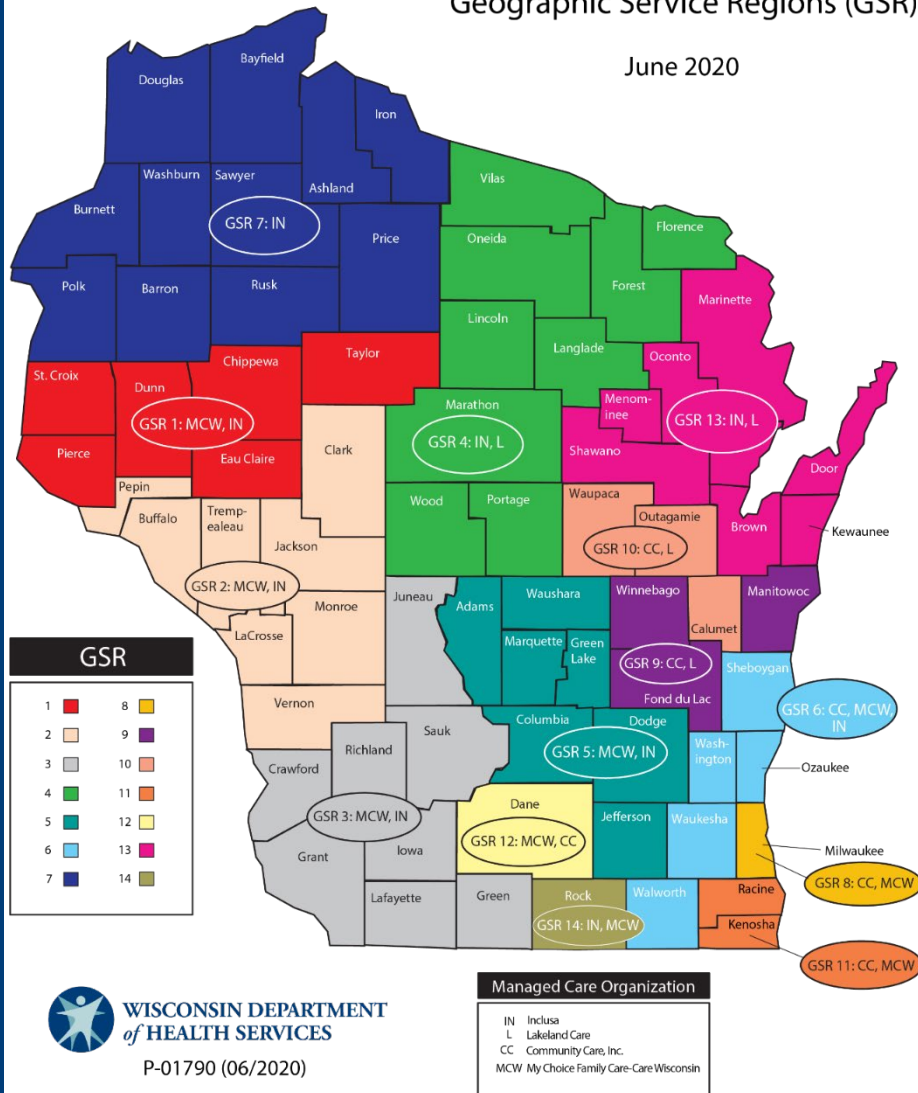 Geographic Service Regions (GSR)
June 2020
Douglas
Bayfield
Iron
Ashland
Washburn
Sawyer
Burnett
GSR 7: IN
Price
Polk
Barron
Rusk
Vilas
Florence
Oneida
Forest
Marinette
Lincoln
Langlade
Oconto
Taylor
Chippewa
St. Croix
Dunn
GSR 1: MCW, IN
Marathon
GSR 4: IN, L
Menom-
inee
GSR 13: IN, L
Pierce
Eau Claire
Clark
Shawano
Door
Pepin
Buffalo
Tremp-
ealeau
Wood
Portage
Waupaca
Outagamie
Brown
Kewaunee
Jackson
GSR 10: CC, L
GSR 2: MCW, IN
Monroe
Juneau
Adams
Waushara
Winnebago
Calumet
Manitowoc
LaCrosse
Marquette
Green
Lake
GSR 9: CC, L
Sheboygan
Vernon
Fond du Lac
GSR 6: CC, MCW,
IN
Columbia
Dodge
Sauk
Richland
Crawford
GSR 5: MCW, IN
Wash-
ington
Ozaukee
GSR 3: MCW, IN
Dane
GSR 12: MCW, CC
Jefferson
Waukesha
Milwaukee
GSR 8: CC, MCW
Grant
Iowa
Lafayette
Green
Rock
GSR 14: IN, MCW
Walworth
Racine
Kenosha
GSR 11: CC, MCW
GSR
1
8
2
9
3
10
4
11
5
12
6
13
7
14
WISCONSIN DEPARTMENT
of HEALTH SERVICES
P-01790 (06/2020)
Managed Care Organization
IN Inclusa
L Lakeland Care
CC Community Care, Inc.
MCW My Choice Family Care-Care Wisconsin